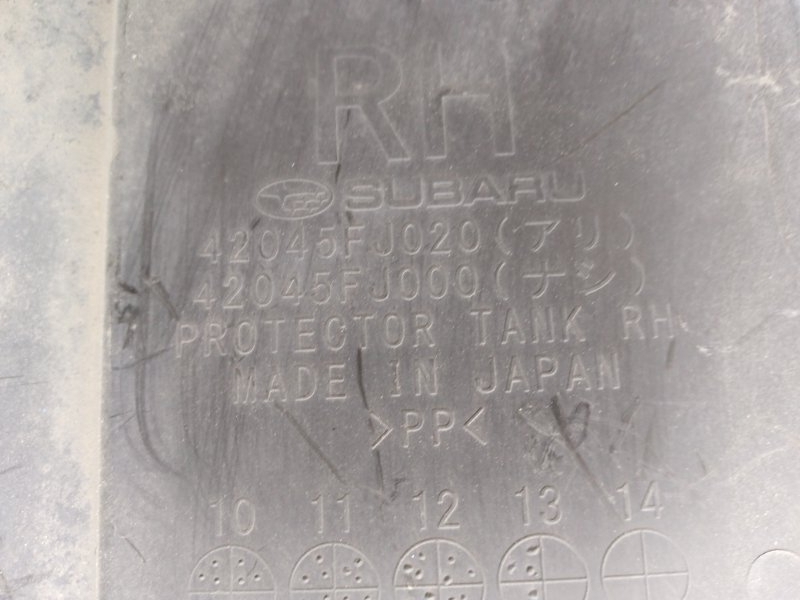 RH
SUBARU
42045FJ020(アリ)
42045FJ000(ナシ)
PROTECTOR TANK RH
MADE IN JAPAN
>PP<
10 11 12 13 14